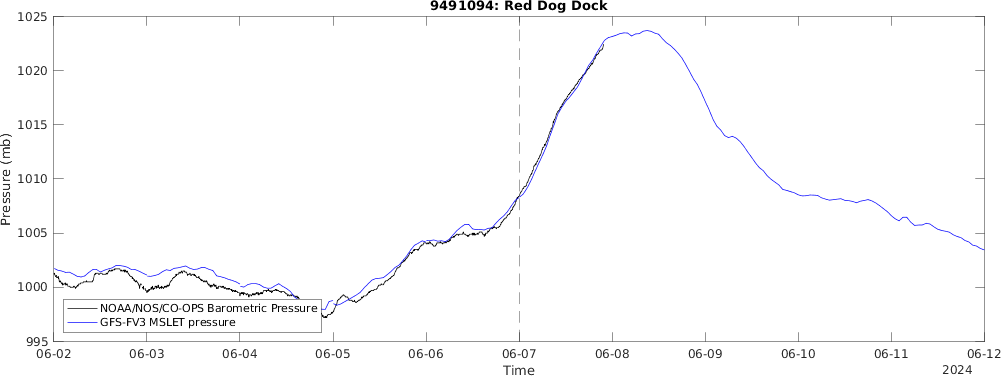 9491094: Red Dog Dock
Pressure (mb)
1025
1020
1015
1010
1005
1000
995
NOAA/NOS/CO-OPS Barometric Pressure
GFS-FV3 MSLET pressure
06-02 06-03 06-04 06-05 06-06 06-07 06-08 06-09 06-10 06-11 06-12
Time
2024